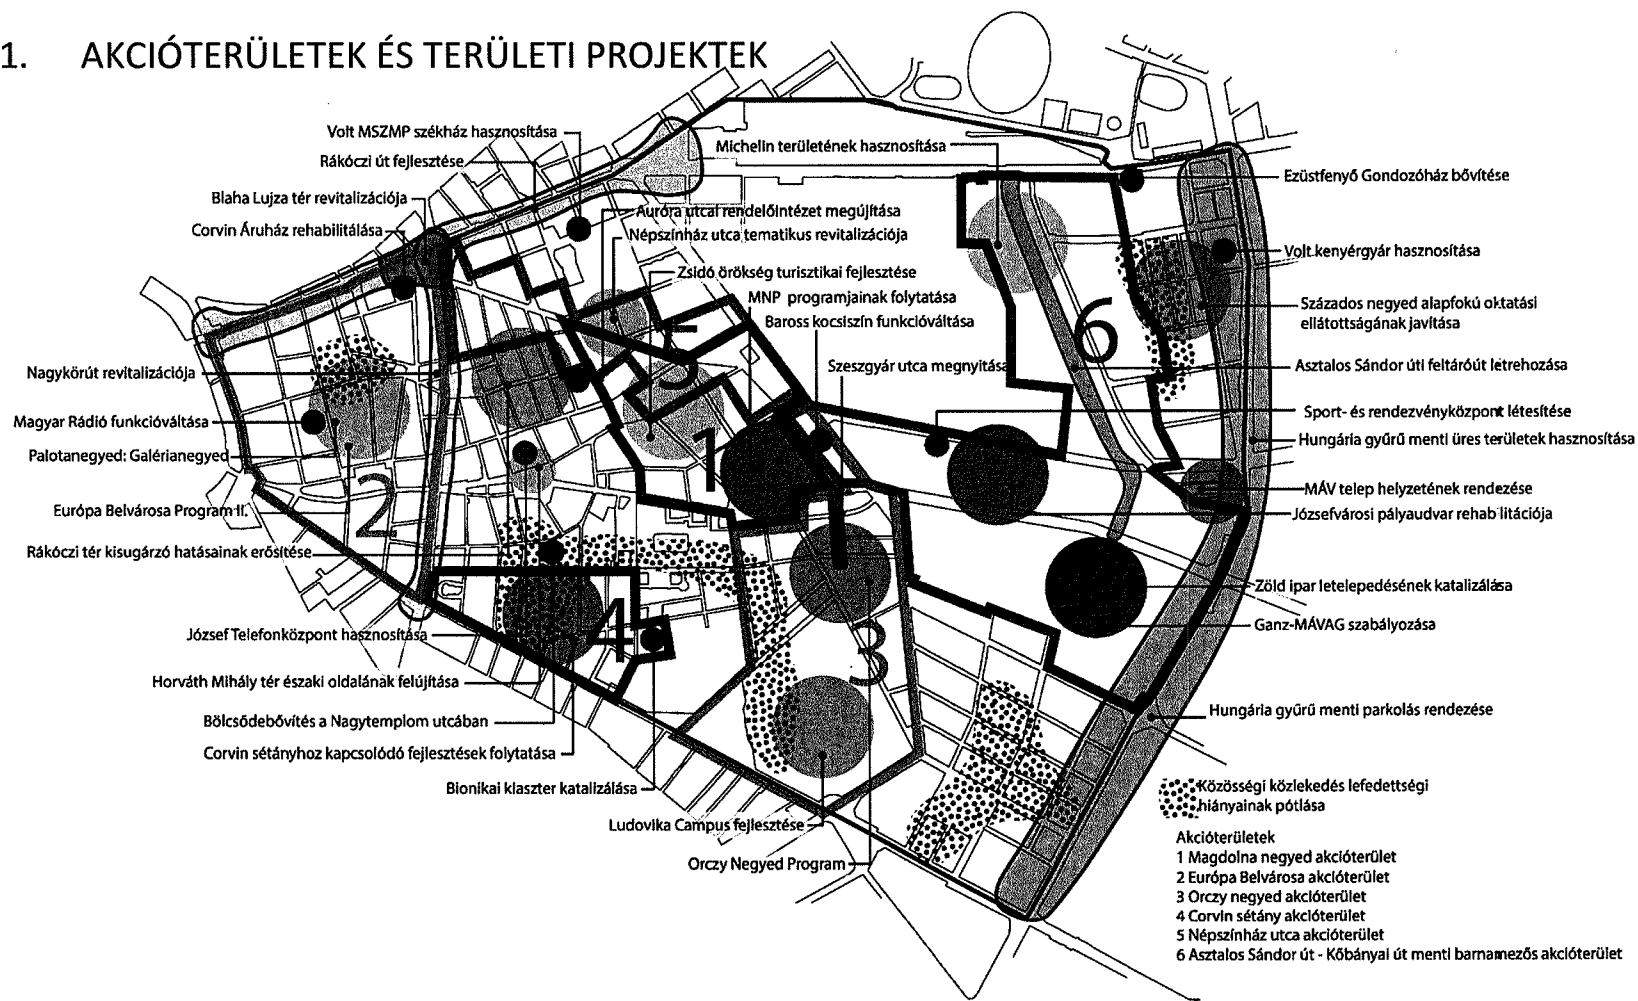 1. AKCIÓTERÜLETEK ÉS TERÜLETI PROJEKTEK
Volt MSZMP székház hasznosítása
Rákóczi út fejlesztése
Blaha Lujza tér revitalizációja
Corvin Áruház rehabilitálása
Michelin területének hasznosítása
Auróra utcai rendelőintézet megújítása
Népszínház utca tematikus revitalizációja
Zsidó örökség turisztikai fejlesztése
MNP programjainak folytatása
Baross kocsiszín funkcióváltása
Szeszgyár utca megnyitása
Ezüstfenyő Gondozóház bővítése
Volt kenyérgyár hasznosítása
Százados negyed alapfokú oktatási
ellátottságának javítása
Asztalos Sándor úti feltáróút létrehozása
Sport- és rendezvényközpont létesítése
Hungária gyűrű menti üres területek hasznosítása
MÁV telep helyzetének rendezése
Józsefvárosi pályaudvar rehabilitációja
Zöld ipar letelepedésének katalizálása
Ganz-MÁVAG szabályozása
Hungária gyűrű menti parkolás rendezése
Nagykörút revitalizációja
Magyar Rádió funkcióváltása
Palotanegyed: Galérianegyed
Európa Belvárosa Program II.
Rákóczi tér kisugárzó hatásainak erősítése
József Telefonközpont hasznosítása
Horváth Mihály tér északi oldalának felújítása
Bölcsődebővítés a Nagytemplom utcában
Corvin sétányhoz kapcsolódó fejlesztések folytatása
Bionikai klaszter katalizálása
Ludovika Campus fejlesztése
Orczy Negyed Program
1
2
3
4
5
6
Közösségi közlekedés lefedettségi
hiányainak pótlása
Akcióterületek
1 Magdolna negyed akcióterület
2 Európa Belvárosa akcióterület
3 Orczy negyed akcióterület
4 Corvin sétány akcióterület
5 Népszínház utca akcióterület
6 Asztalos Sándor út - Kőbányai út menti barnamezős akcióterület